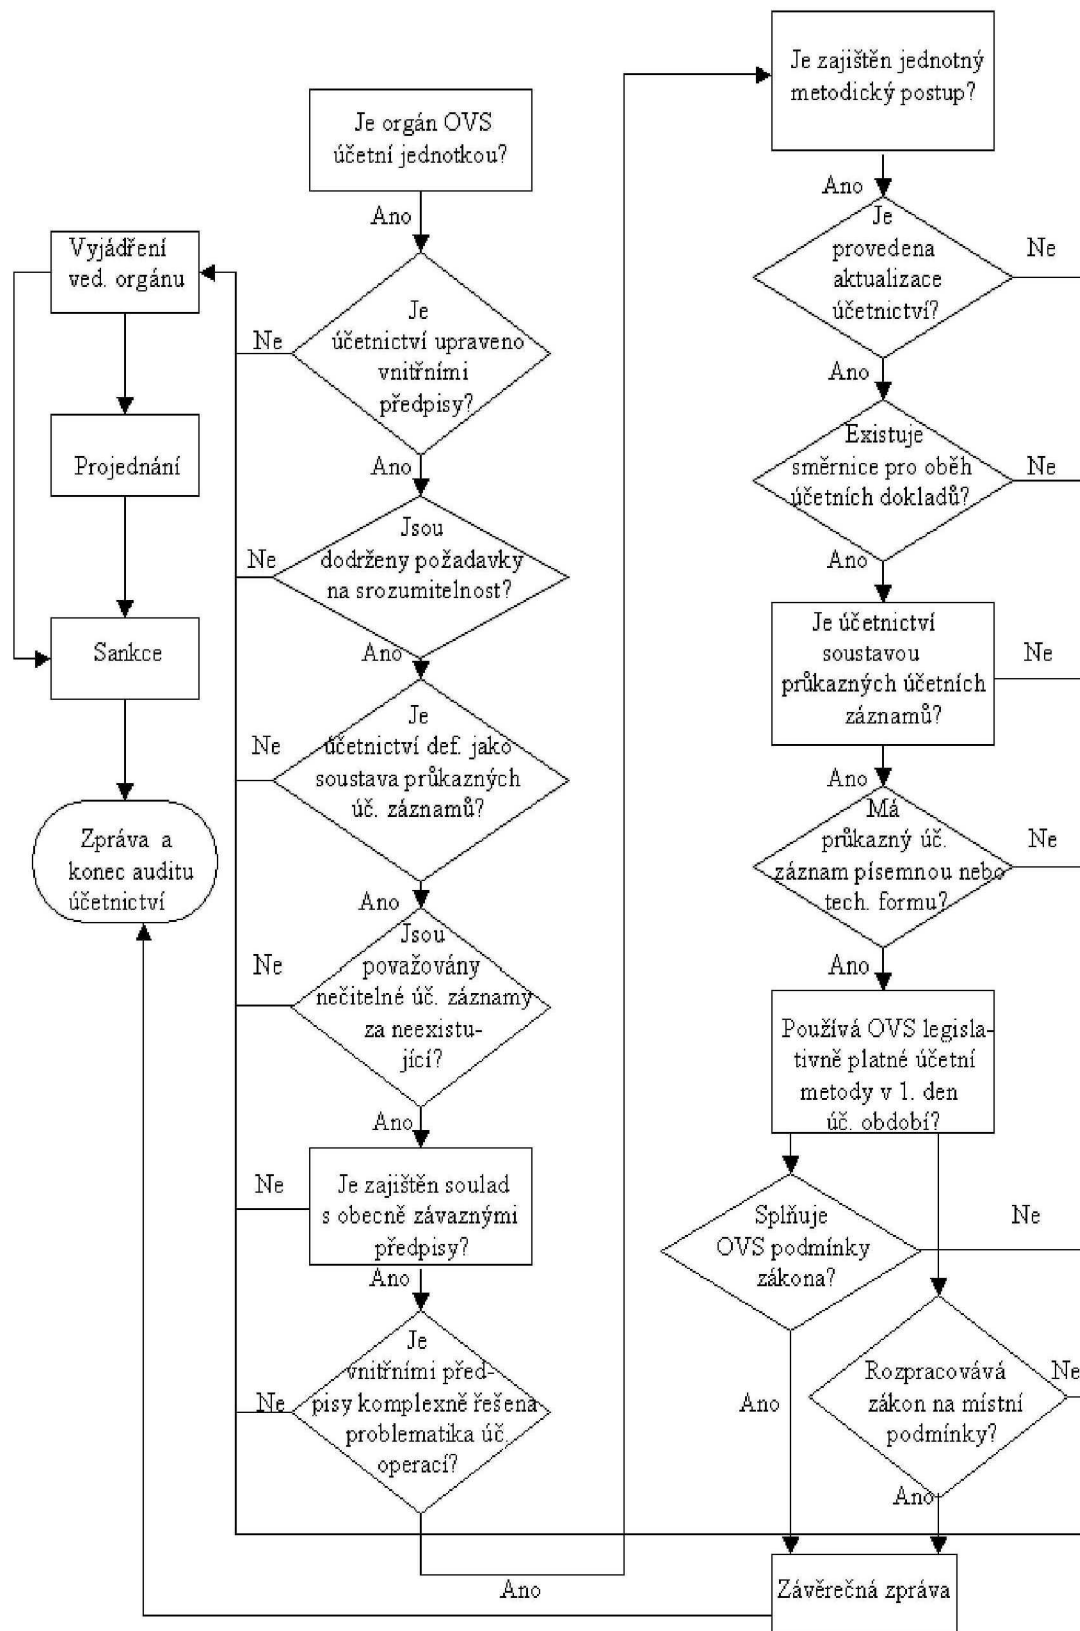 Je orgán OVS
účetní jednotkou?
Ano
Je
účetnictví upraveno
vnitřními
předpisy?
Ne
Ano
Jsou
dodrženy požadavky
na srozumitelnost?
Ne
Ano
Je
účetnictví def. jako
soustava průkazných
úč. záznamů?
Ne
Ano
Jsou
považovány
nečitelné úč. záznamy
za neexistu-
jící?
Ne
Ano
Je zajištěn soulad
s obecně závaznými
předpisy?
Ne
Ano
Je
vnitřními před-
pisy komplexně řešena
problematika úč.
operací?
Ne
Ano
Vyjádření
ved. orgánu
Projednání
Sankce
Zpráva a
konec auditu
účetnictví
Je zajištěn jednotný
metodický postup?
Ano
Je
provedena
aktualizace
účetnictví?
Ne
Ano
Existuje
směrnice pro oběh
účetních dokladů?
Ne
Ano
Je účetnictví
soustavou
průkazných účetních
záznamů?
Ne
Ano
Má
průkazný úč.
záznam písemnou nebo
tech. formu?
Ne
Ano
Používá OVS legisla-
tivně platné účetní
metody v 1. den
úč. období?
Splňuje
OVS podmínky
zákona?
Ne
Ano
Rozpracovává
zákon na místní
podmínky?
Ne
Ano
Závěrečná zpráva